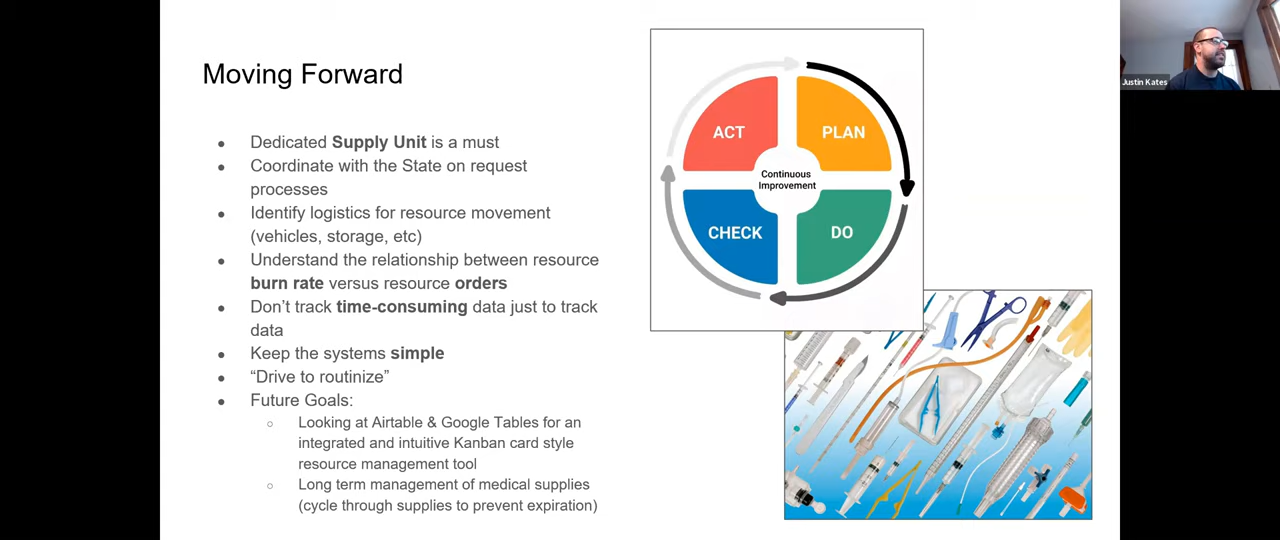 Moving Forward
● Dedicated Supply Unit is a must
● Coordinate with the State on request
processes
● Identify logistics for resource movement
(vehicles, storage, etc)
● Understand the relationship between resource
burn rate versus resource orders
● Don’t track time-consuming data just to track
data
● Keep the systems simple
● “Drive to routinize”
● Future Goals:
○ Looking at Airtable & Google Tables for an
integrated and intuitive Kanban card style
resource management tool
○ Long term management of medical supplies
(cycle through supplies to prevent expiration)
ACT
PLAN
Continuous
Improvement
CHECK
DO
Justin Kates